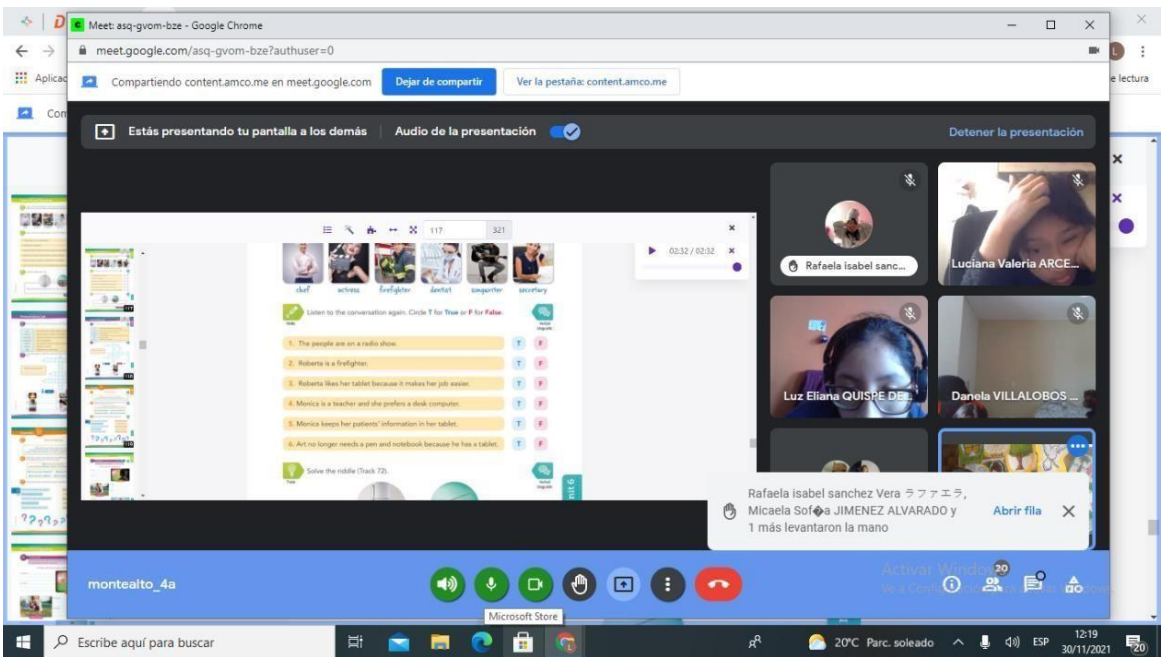 Meet: asq-gvom-bze - Google Chrome
meet.google.com/asq-gvom-bze?authuser=0
Aplicac
e lectura
Compartiendo content.amco.me en meet.google.com
Dejar de compartir
Ver la pestaña: content.amco.me
Com
Estás presentando tu pantalla a los demás
Audio de la presentación
Detener la presentación
117 321
02:32 / 02:32
chef actress firefighter dentist songwriter secretary
Listen to the conversation again. Circle T for True or F for False.
1. The people are on a radio show. T F
2. Roberta is a firefighter. T F
3. Roberta likes her tablet because it makes her job easier. T F
4. Monica is a teacher and she prefers a desk computer. T F
5. Monica keeps her patients' information in her tablet. T F
6. Art no longer needs a pen and notebook because he has a tablet. T F
Solve the riddle (Track 72).
nit 6
117
118
119
Rafaela isabel sanc...
Luciana Valeria ARCE...
Luz Eliana QUISPE DE...
Danela VILLALOBOS ...
Rafaela isabel sanchez Vera ラファエラ,
Micaela Sof�a JIMENEZ ALVARADO y
1 más levantaron la mano
Abrir fila
montealto_4a
Microsoft Store
Activar Windows
20
Escribe aquí para buscar
20°C Parc. soleado
ESP
12:19
30/11/2021
20